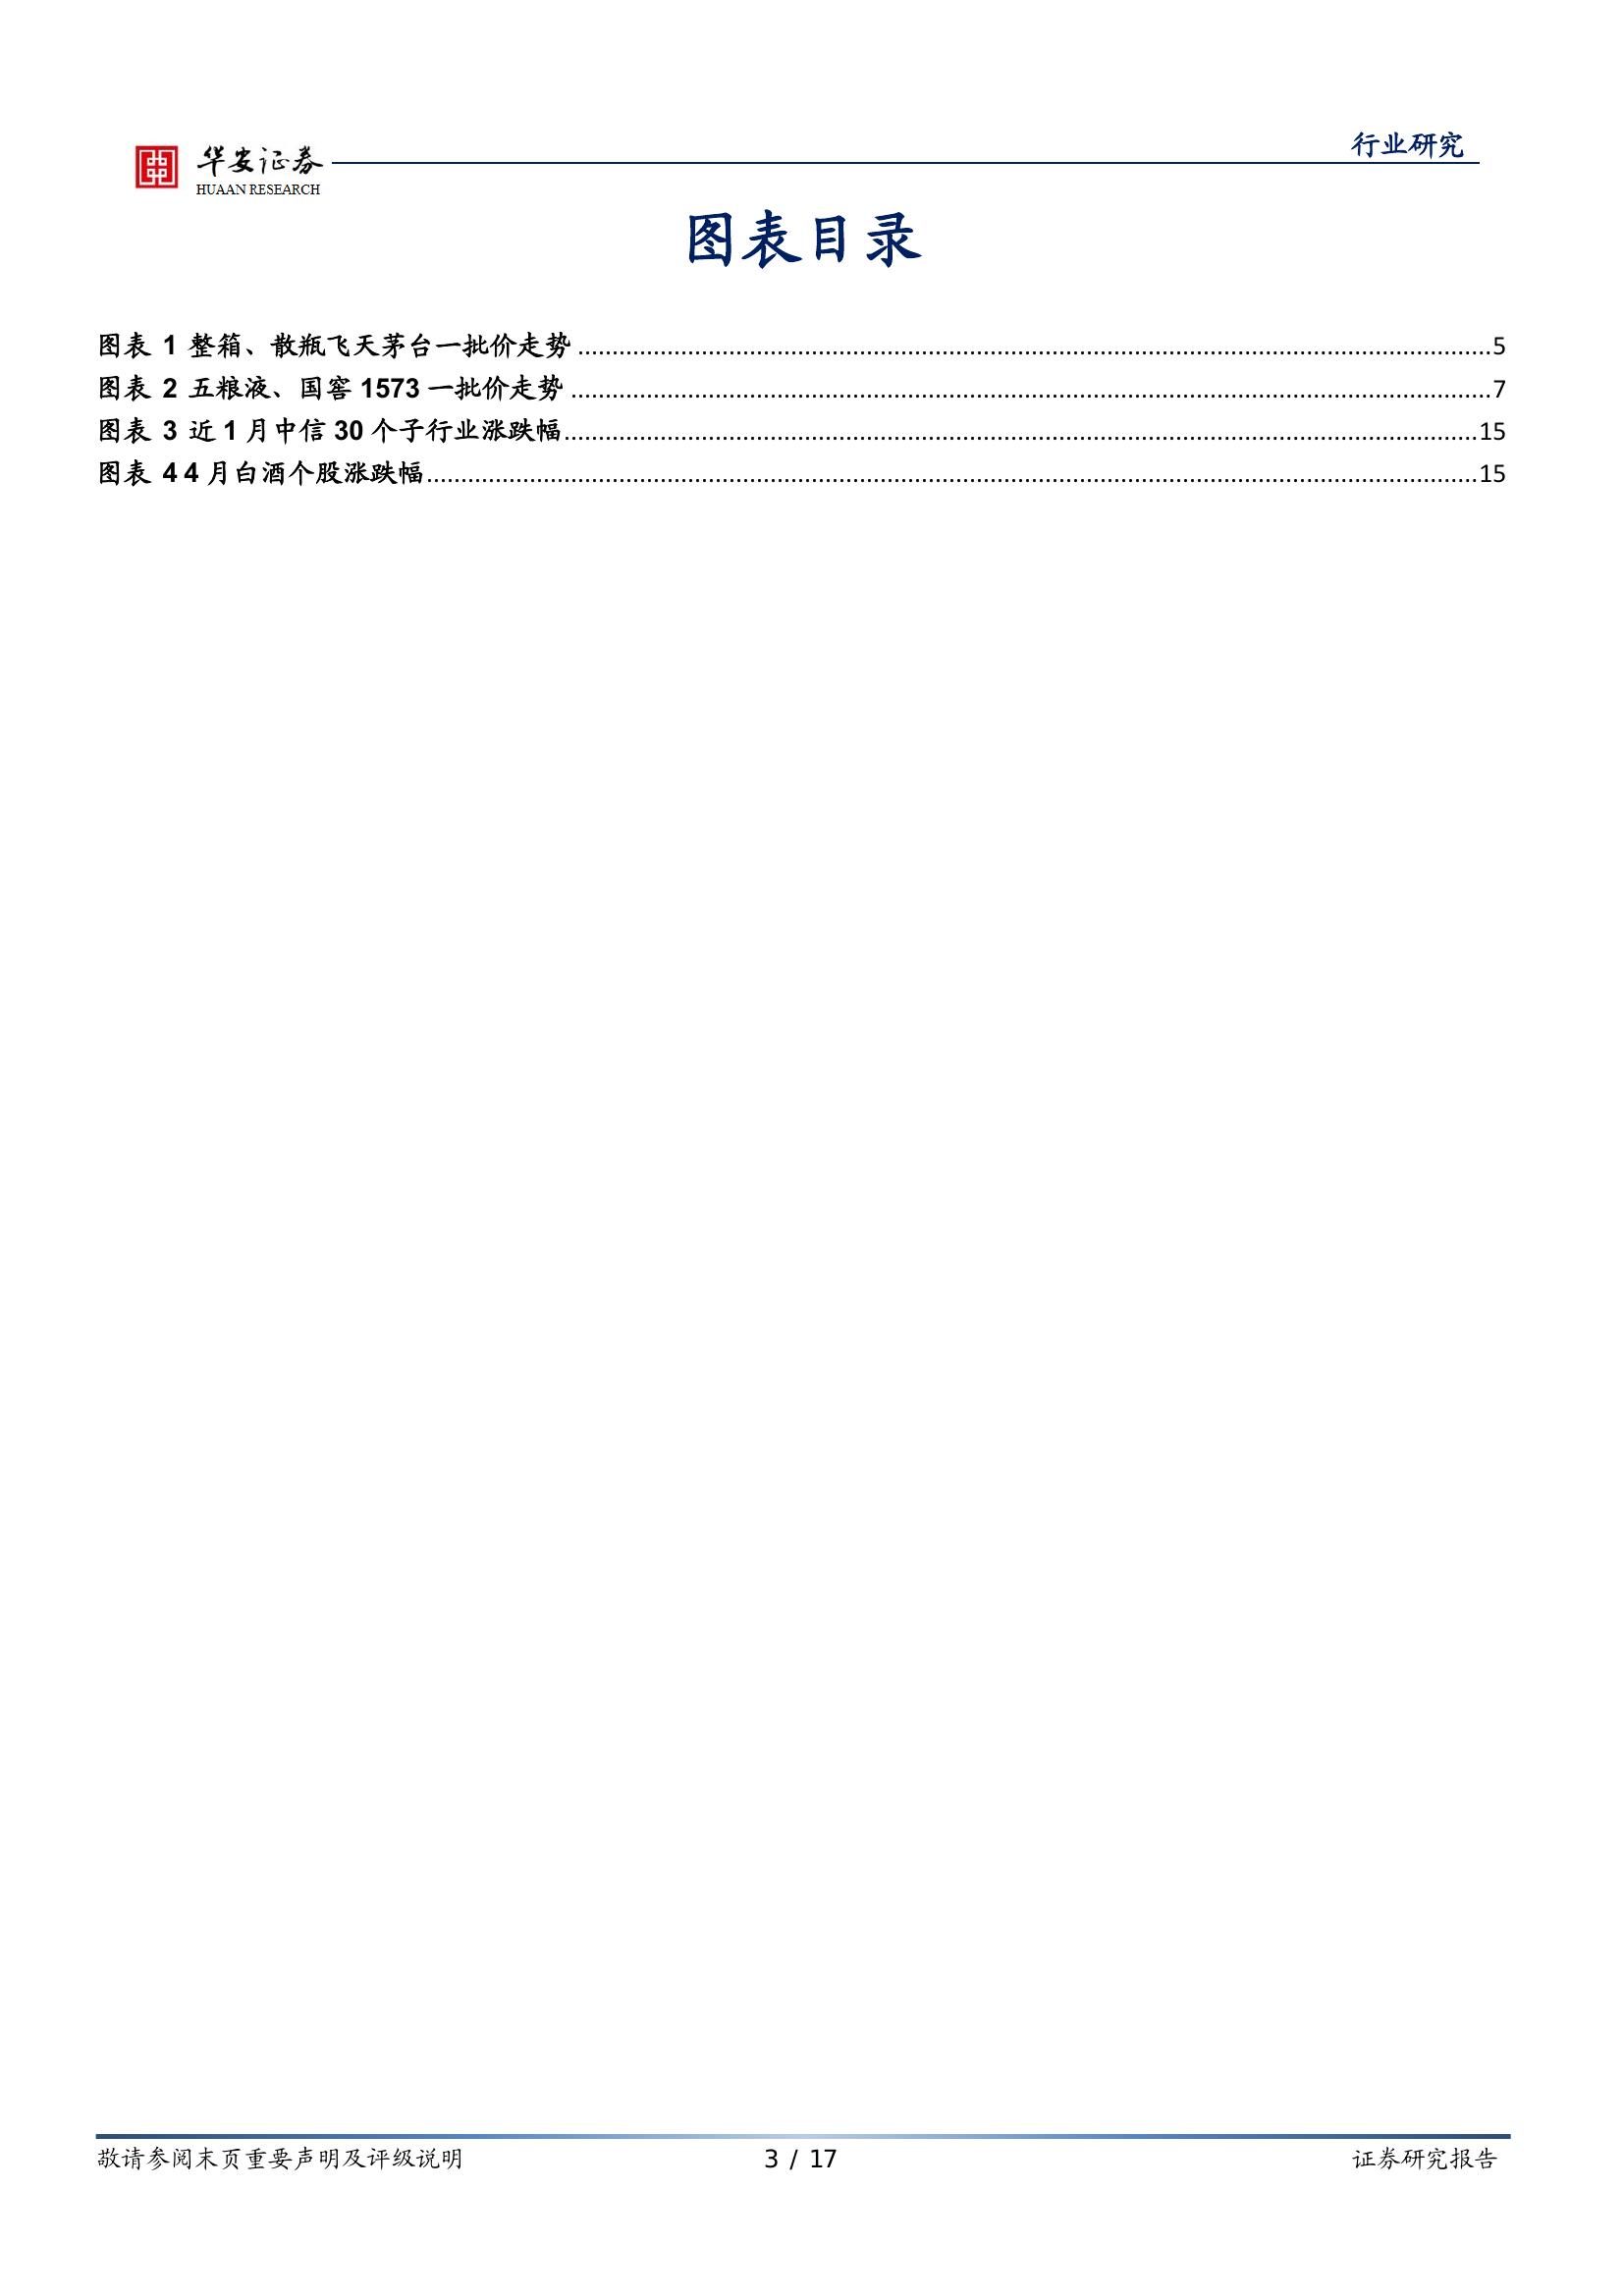 行业研究
华安证券
HUAAN RESEARCH
图表目录
图表 1 整箱、散瓶飞天茅台一批价走势........................................5
图表 2 五粮液、国窖 1573 一批价走势........................................7
图表 3 近 1 月中信 30 个子行业涨跌幅........................................15
图表 4 4 月白酒个股涨跌幅........................................15
敬请参阅末页重要声明及评级说明 3 / 17 证券研究报告